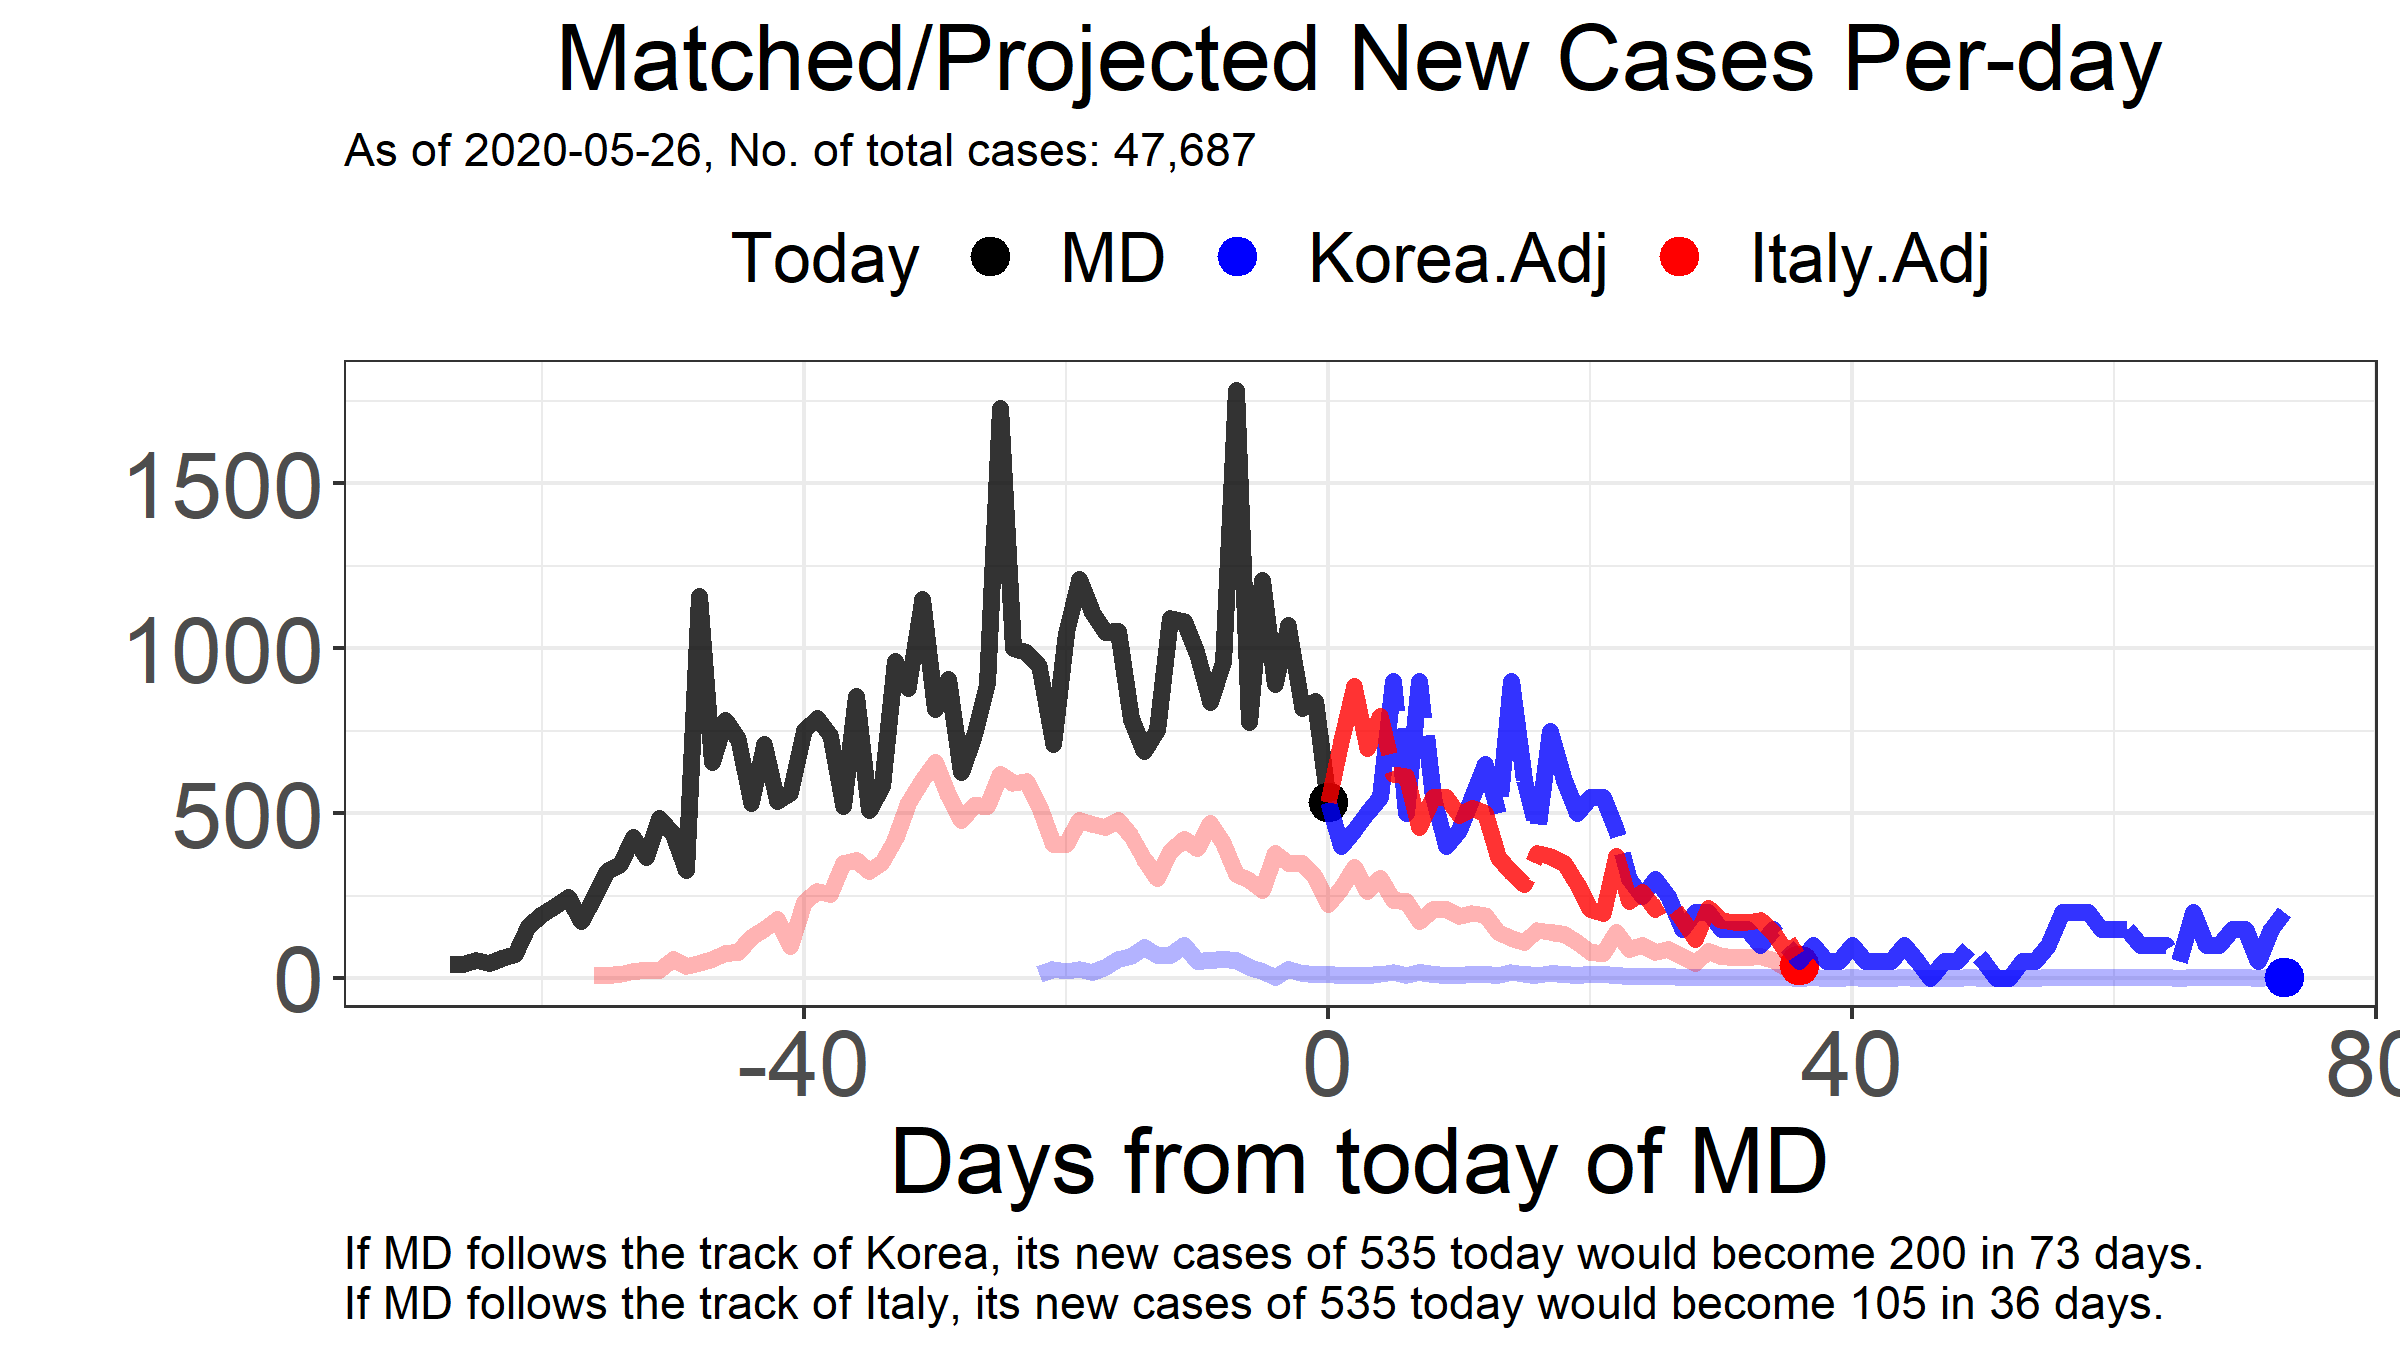 Matched/Projected New Cases Per-day
As of 2020-05-26, No. of total cases: 47,687
Today MD Korea.Adj Italy.Adj
1500
1000
500
0
-40 0 40 80
Days from today of MD
If MD follows the track of Korea, its new cases of 535 today would become 200 in 73 days.
If MD follows the track of Italy, its new cases of 535 today would become 105 in 36 days.